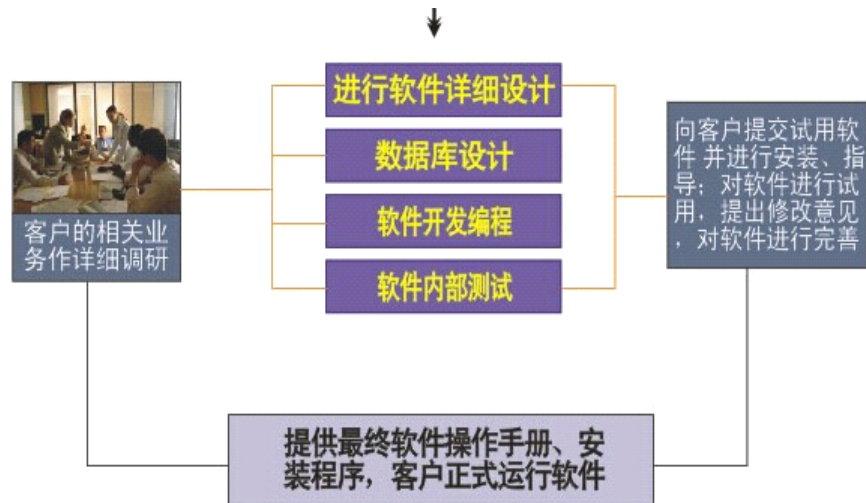 客户的相关业
务作详细调研
进行软件详细设计
数据库设计
软件开发编程
软件内部测试
向客户提交试用软
件 并进行安装、指
导；对软件进行试
用，提出修改意见
，对软件进行完善
提供最终软件操作手册、安
装程序，客户正式运行软件